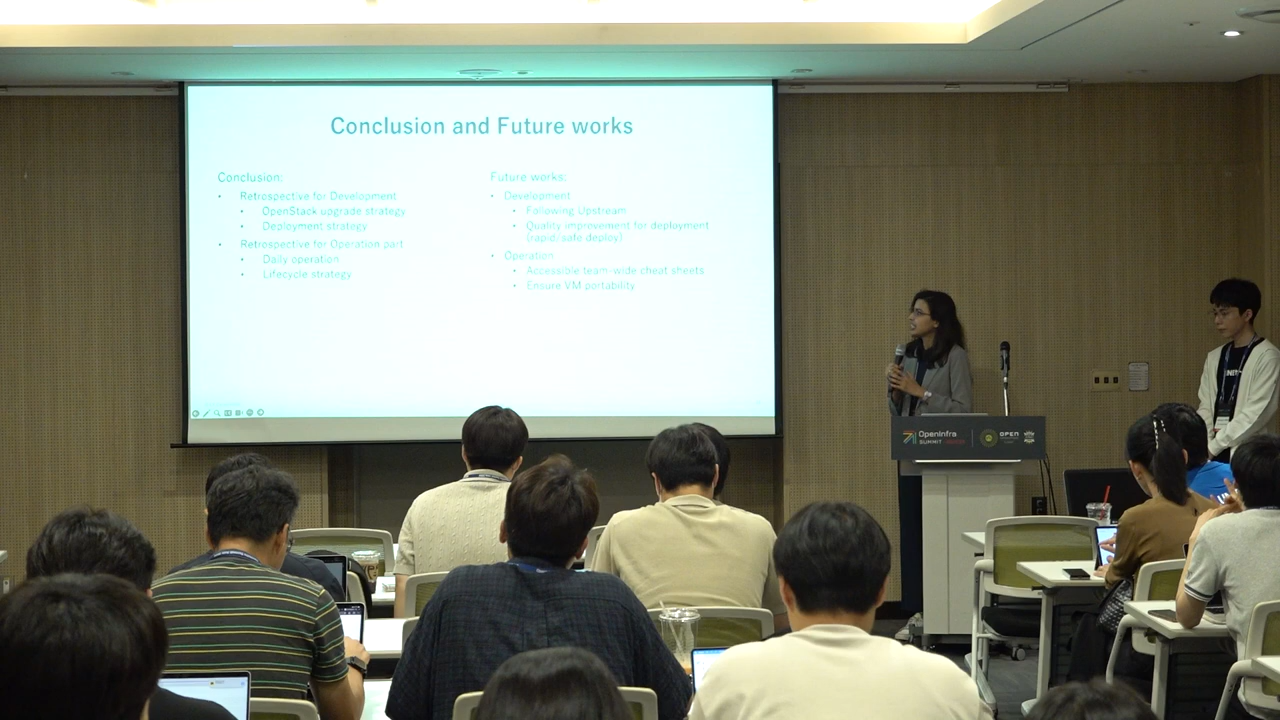 Conclusion and Future works
Conclusion:
• Retrospective for Development
• OpenStack upgrade strategy
• Deployment strategy
• Retrospective for Operation part
• Daily operation
• Lifecycle strategy
Future works:
• Development
• Following Upstream
• Quality improvement for deployment
(rapid/safe deploy)
• Operation
• Accessible team-wide cheat sheets
• Ensure VM portability
OpenInfra
SUMMIT
OPEN